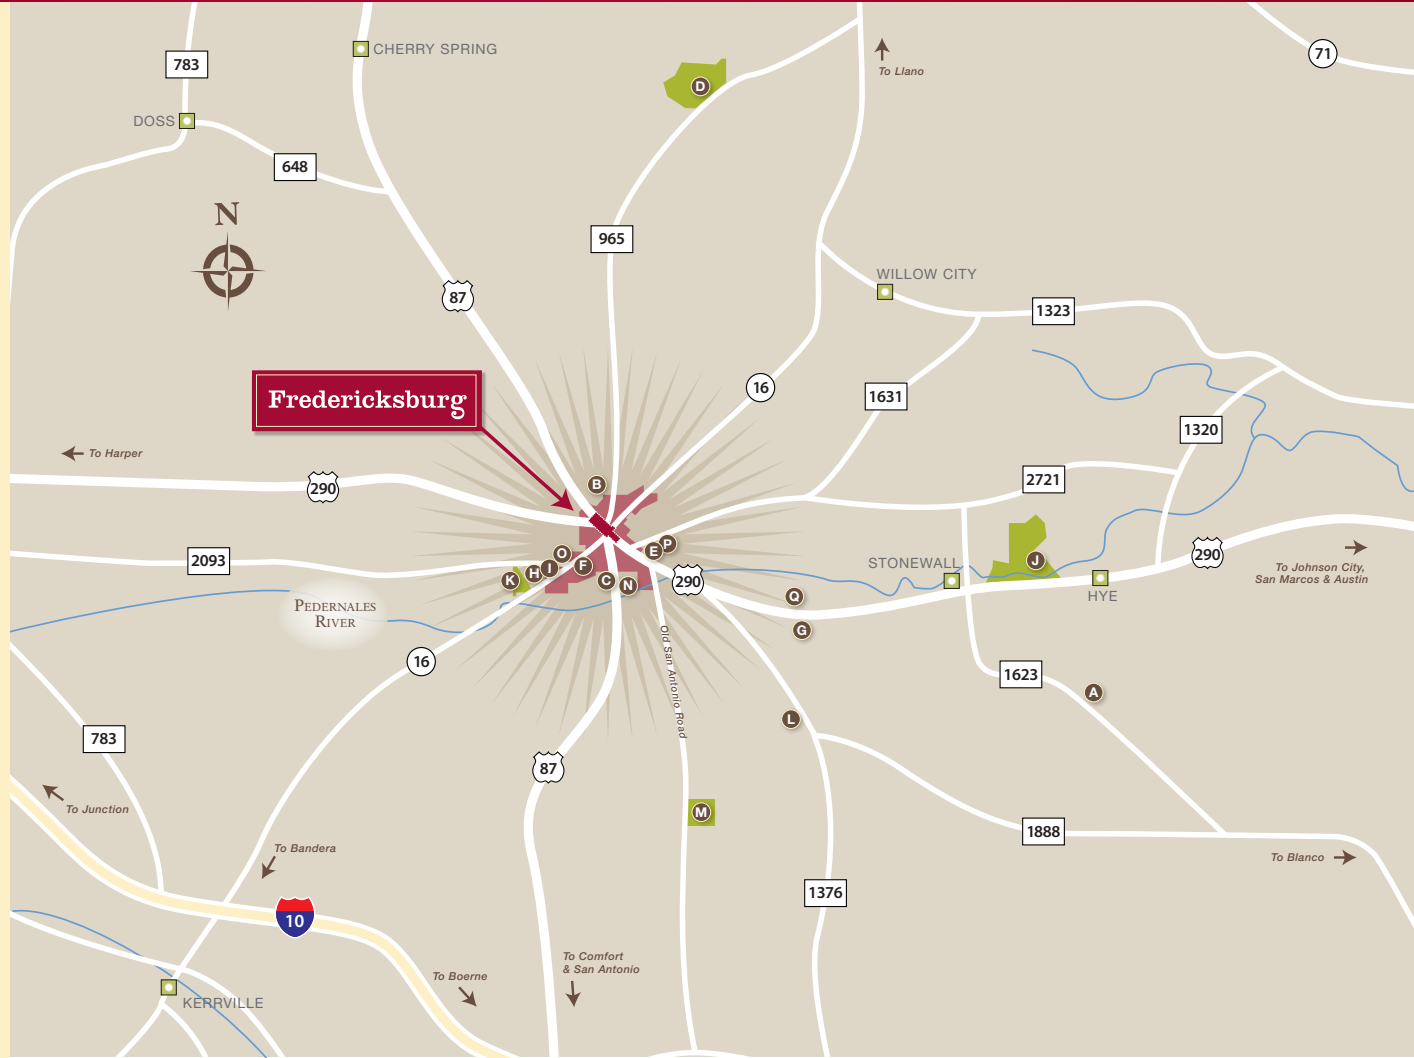 71
CHERRY SPRING
783
To Llano
D
DOSS
648
N
965
WILLOW CITY
87
1323
16
1631
Fredericksburg
1320
To Harper
290
B
2721
2093
O
P
E
290
STONEWALL
J
To Johnson City,
San Marcos & Austin
K
H
I
F
C
N
290
HYE
Q
PEDERNALES
RIVER
G
16
Old San Antonio Road
1623
A
L
783
87
To Junction
M
1888
To Bandera
To Blanco
1376
10
To Boerne
To Comfort
& San Antonio
KERRVILLE